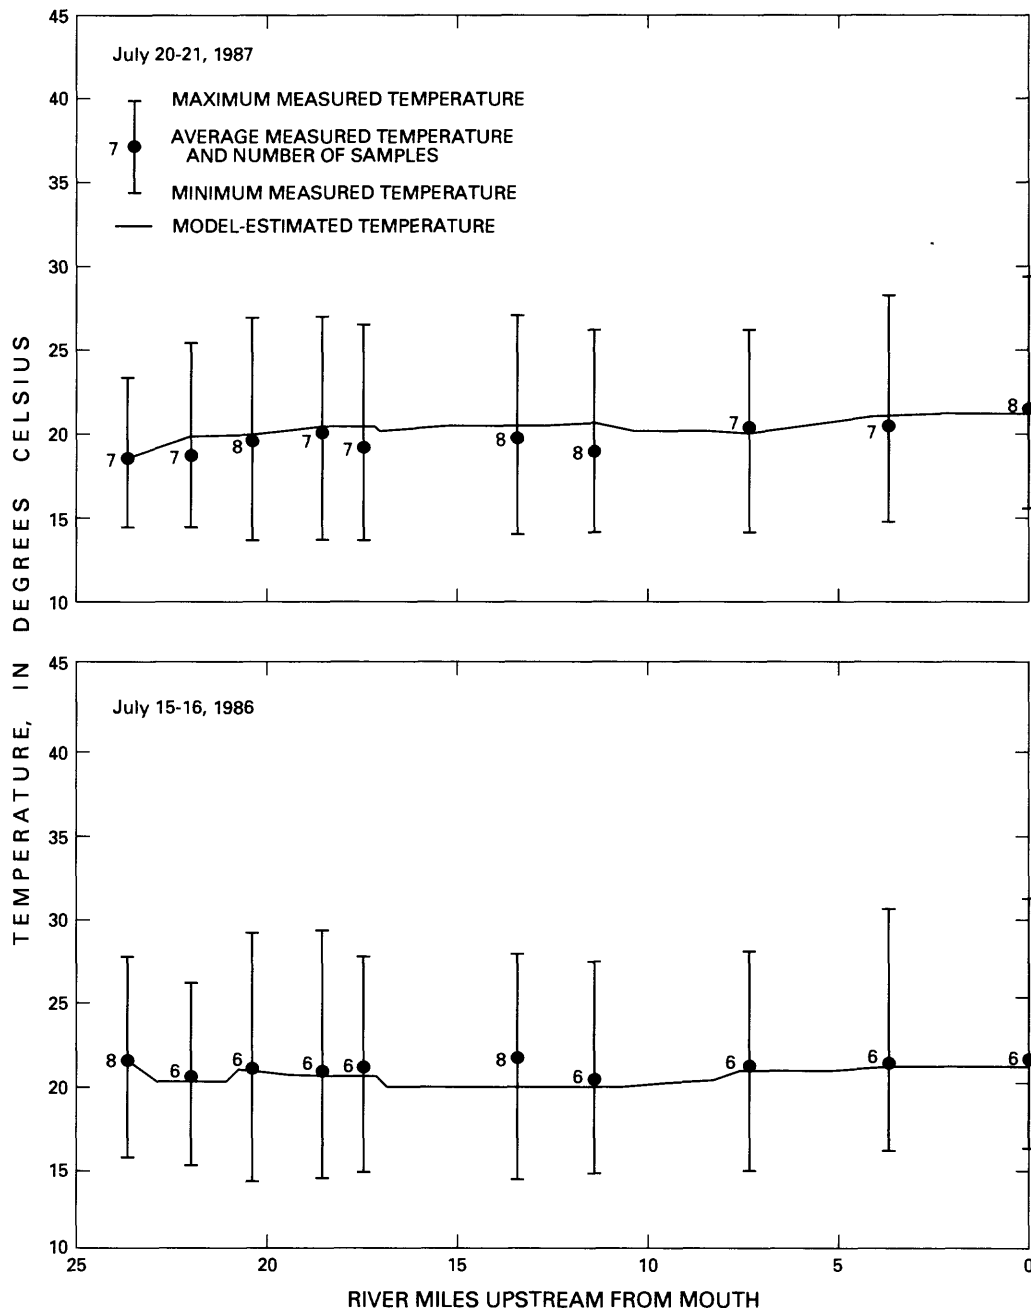 TEMPERATURE, IN DEGREES CELSIUS
45
July 20-21, 1987
40
MAXIMUM MEASURED TEMPERATURE
7
AVERAGE MEASURED TEMPERATURE
AND NUMBER OF SAMPLES
35
MINIMUM MEASURED TEMPERATURE
MODEL-ESTIMATED TEMPERATURE
30
25
20
15
10
7 7 8 7 7 8 8 7 7 8
45
July 15-16, 1986
40
35
30
25
20
15
10
8 6 6 6 6 8 6 6 6 6
25 20 15 10 5 0
RIVER MILES UPSTREAM FROM MOUTH